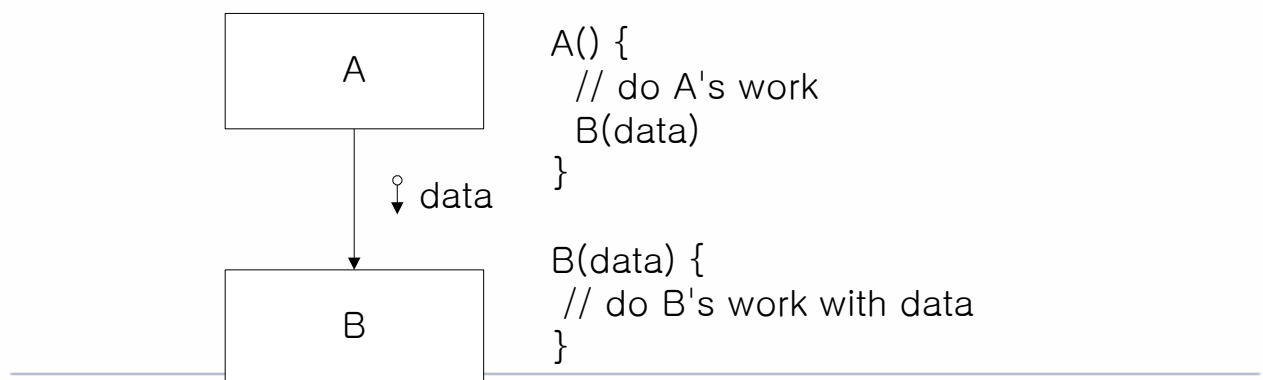 A
data
B
A() {
// do A's work
B(data)
}
B(data) {
// do B's work with data
}